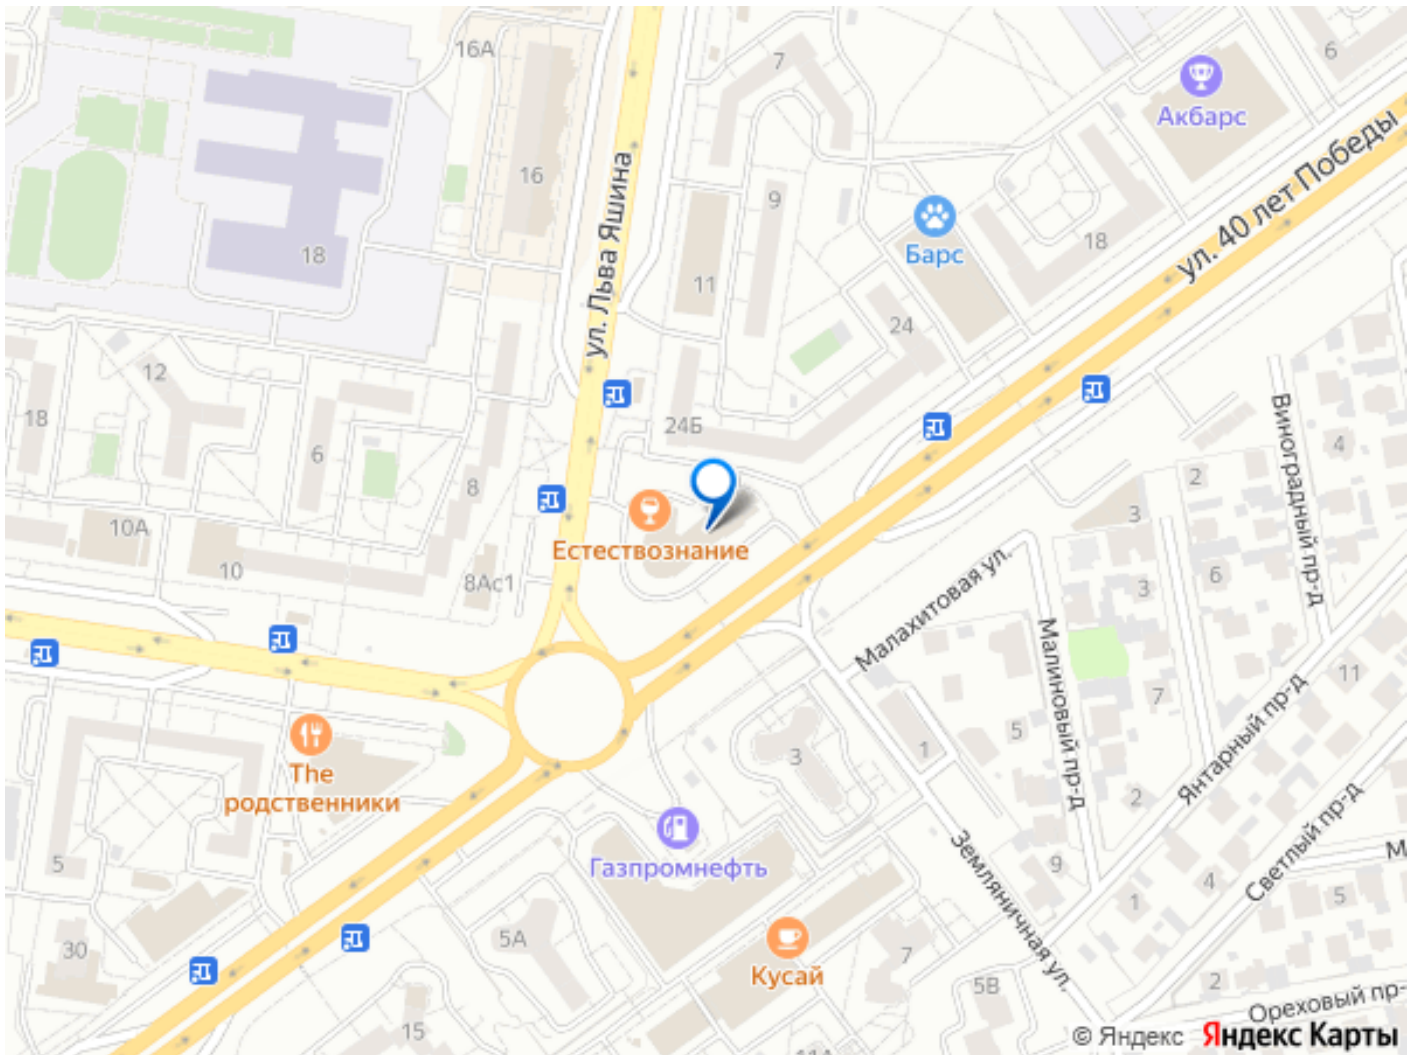 16А
7
6
Акбарс
16
ул. Льва Яшина
9
ул. 40 лет Победы
18
Барс
18
11
24
12
18
24Б
6
Виноградный пр-д
4
8
2
10А
Естествознание
3
10
8Ас1
Малахитовая ул.
3
6
Малиновый пр-д
11
7
Янтарный пр-д
The
родственники
3
1
5
2
Светлый пр-д
5
Газпромнефть
Земляничная ул.
9
4
М
1
5
30
5А
Кусай
7
5В
2
Ореховый пр-
15
11А
© Яндекс Яндекс Карты